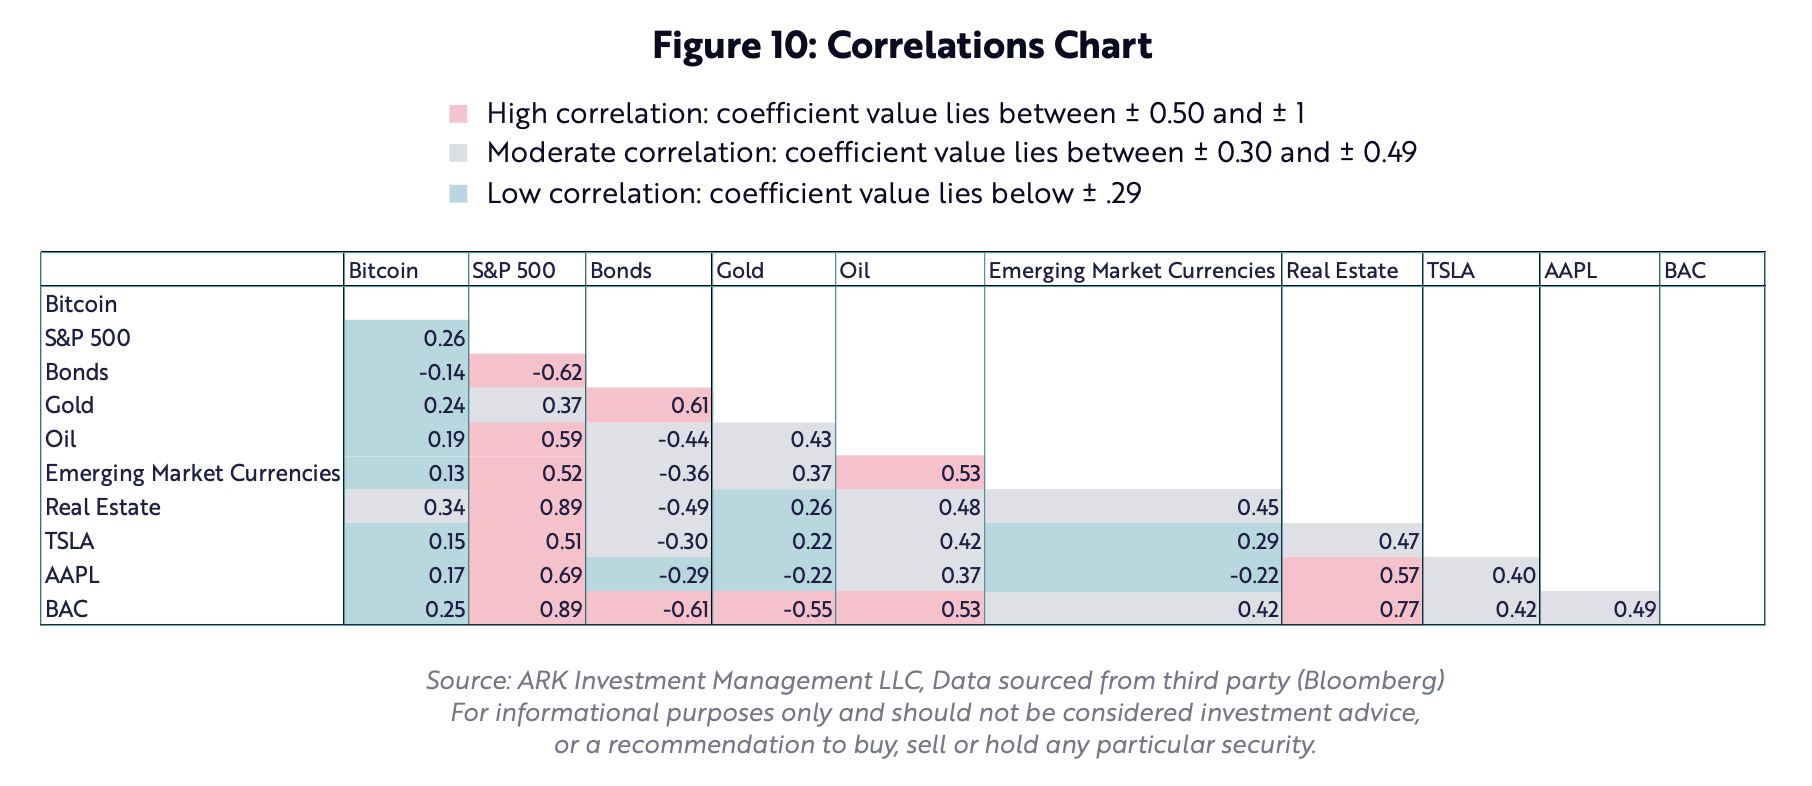 Figure 10: Correlations Chart
High correlation: coefficient value lies between ± 0.50 and ± 1
Moderate correlation: coefficient value lies between ± 0.30 and ± 0.49
Low correlation: coefficient value lies below ± .29
Bitcoin S&P 500 Bonds Gold Oil Emerging Market Currencies Real Estate TSLA AAPL BAC
Bitcoin
S&P 500 0.26
Bonds -0.14 -0.62
Gold 0.24 0.37 0.61
Oil 0.19 0.59 -0.44 0.43
Emerging Market Currencies 0.13 0.52 -0.36 0.37 0.53
Real Estate 0.34 0.89 -0.49 0.26 0.48 0.45
TSLA 0.15 0.51 -0.30 0.22 0.42 0.29 0.47
AAPL 0.17 0.69 -0.29 -0.22 0.37 -0.22 0.57 0.40
BAC 0.25 0.89 -0.61 -0.55 0.53 0.42 0.77 0.42 0.49
Source: ARK Investment Management LLC, Data sourced from third party (Bloomberg)
For informational purposes only and should not be considered investment advice,
or a recommendation to buy, sell or hold any particular security.